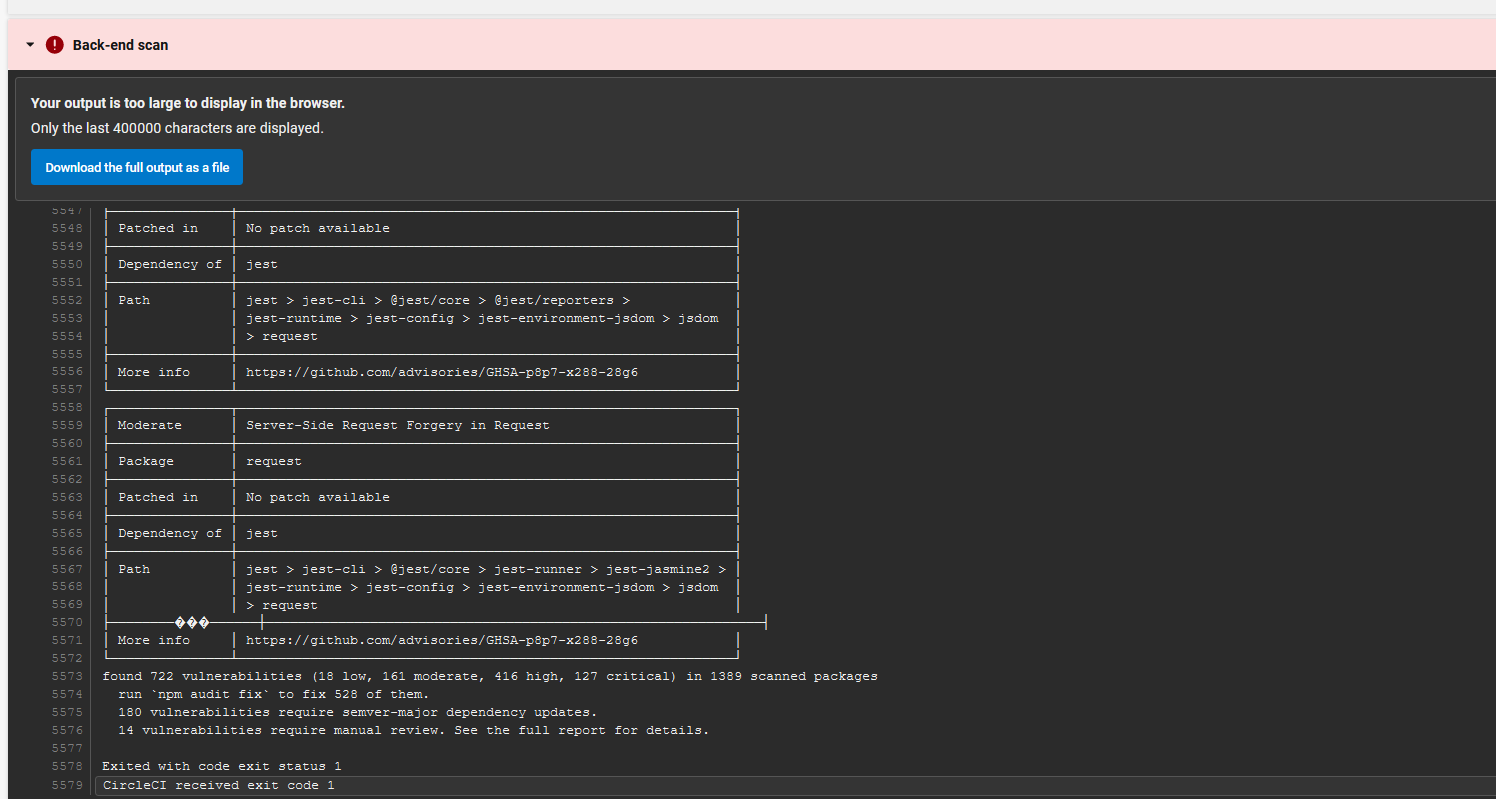 Back-end scan
Your output is too large to display in the browser.
Only the last 400000 characters are displayed.
Download the full output as a file
5547
5548 Patched in No patch available
5549
5550 Dependency of jest
5551
5552 Path jest > jest-cli > @jest/core > @jest/reporters >
5553 jest-runtime > jest-config > jest-environment-jsdom > jsdom
5554 > request
5555
5556 More info https://github.com/advisories/GHSA-p8p7-x288-28g6
5557
5558
5559 Moderate Server-Side Request Forgery in Request
5560
5561 Package request
5562
5563 Patched in No patch available
5564
5565 Dependency of jest
5566
5567 Path jest > jest-cli > @jest/core > jest-runner > jest-jasmine2 >
5568 jest-runtime > jest-config > jest-environment-jsdom > jsdom
5569 > request
5570 ���
5571 More info https://github.com/advisories/GHSA-p8p7-x288-28g6
5572
5573 found 722 vulnerabilities (18 low, 161 moderate, 416 high, 127 critical) in 1389 scanned packages
5574 run `npm audit fix` to fix 528 of them.
5575 180 vulnerabilities require semver-major dependency updates.
5576 14 vulnerabilities require manual review. See the full report for details.
5577
5578 Exited with code exit status 1
5579 CircleCI received exit code 1